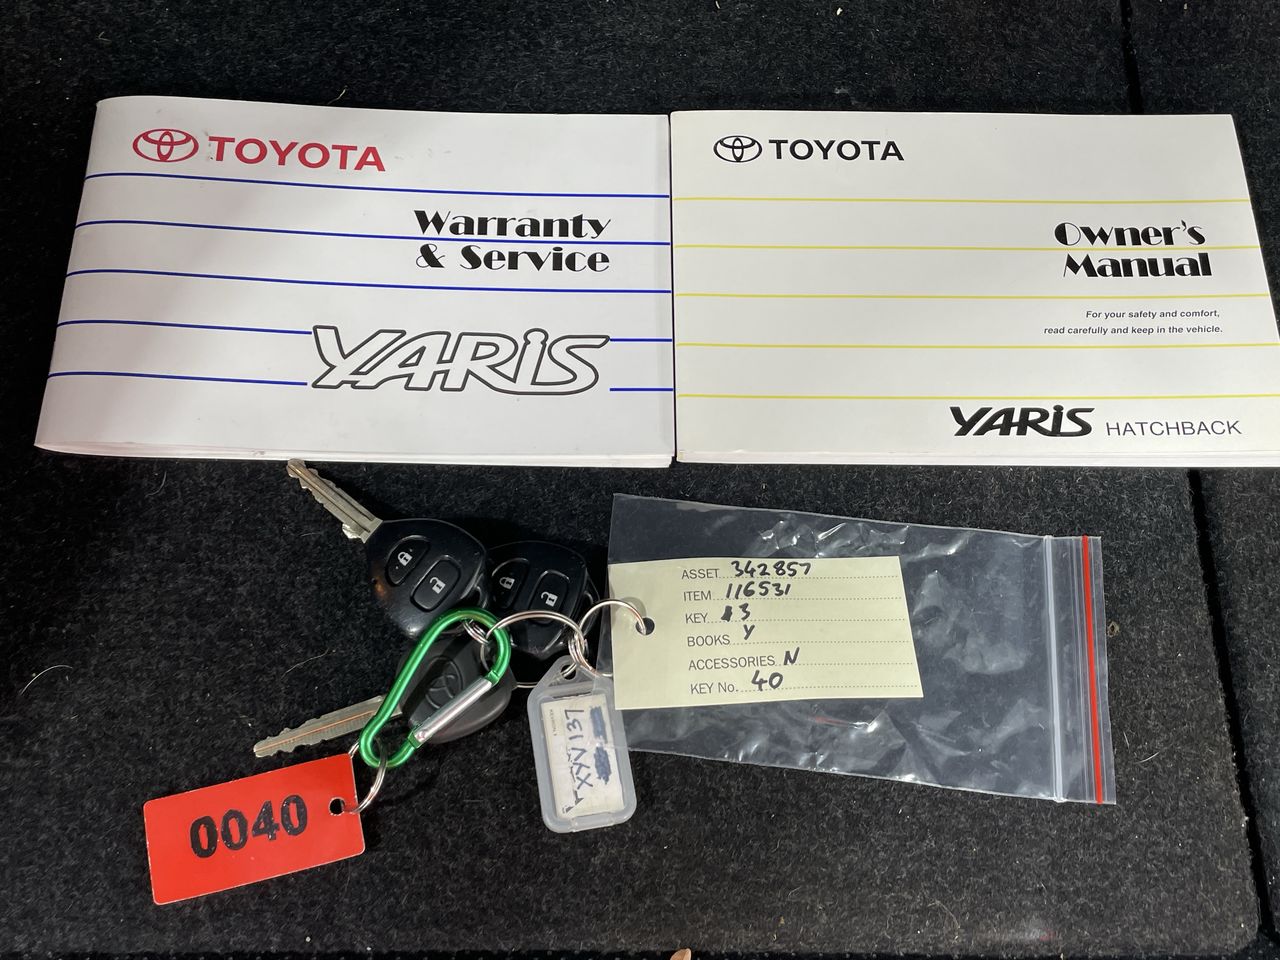 TOYOTA
Warranty
& Service
YARiS
TOYOTA
Owner's
Manual
For your safety and comfort,
read carefully and keep in the vehicle.
YARiS HATCHBACK
ASSET 342857
ITEM 116531
KEY 3
BOOKS Y
ACCESSORIES N
KEY No. 40
0040